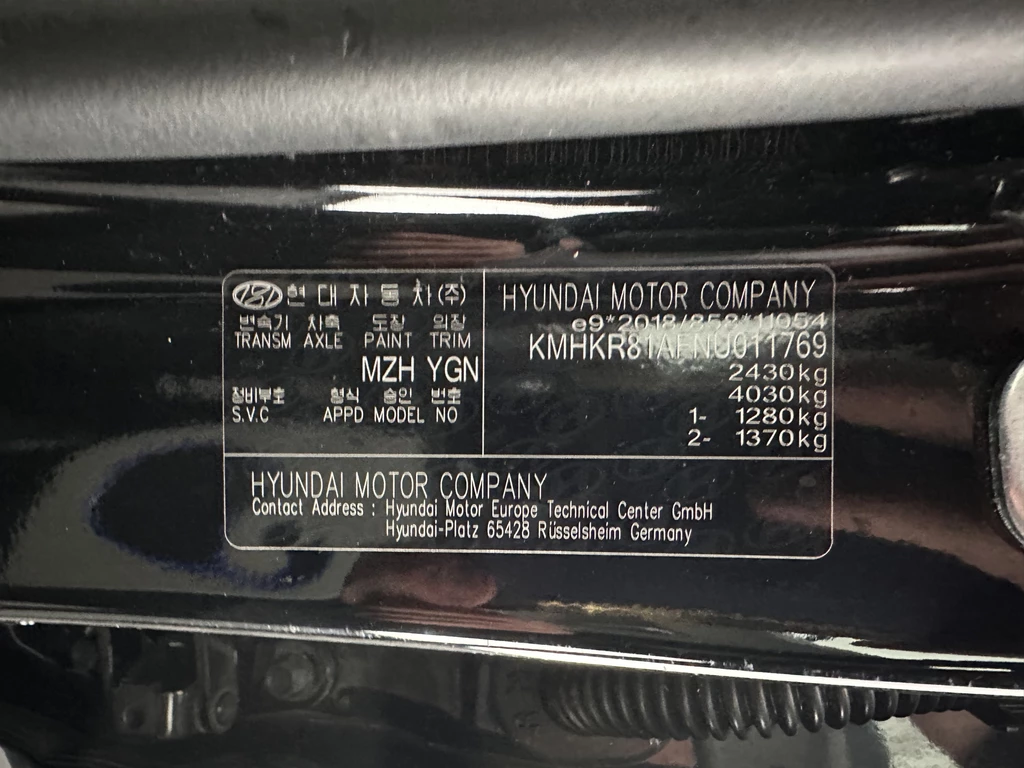 현대자동차(주)
변속기 차축 도장 의장
TRANSM AXLE PAINT TRIM
MZH YGN
정비부호 형식 승인 번호
S.V.C APPD MODEL NO
HYUNDAI MOTOR COMPANY
e9*2018/858*11054
KMHKR81AFNU011769
2430kg
4030kg
1- 1280kg
2- 1370kg
HYUNDAI MOTOR COMPANY
Contact Address : Hyundai Motor Europe Technical Center GmbH
Hyundai-Platz 65428 Rüsselsheim Germany